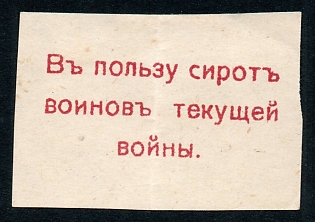 Въ пользу сиротъ
воиновъ текущей
войны.